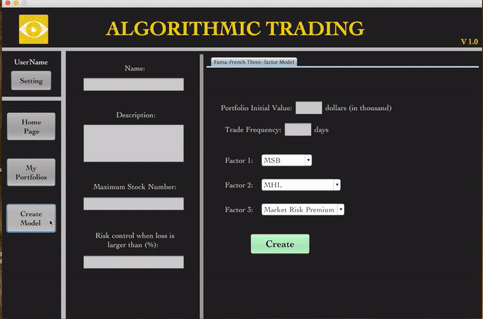 ALGORITHMIC TRADING
V 1.0
UserName
Setting
Home
Page
My
Portfolios
Create
Model
Name:
Description:
Maximum Stock Number:
Risk control when loss is
larger than (%):
Fama-French Three-factor Model
Portfolio Initial Value: dollars (in thousand)
Trade Frequency: days
Factor 1: MSB
Factor 2: MHL
Factor 3: Market Risk Premium
Create